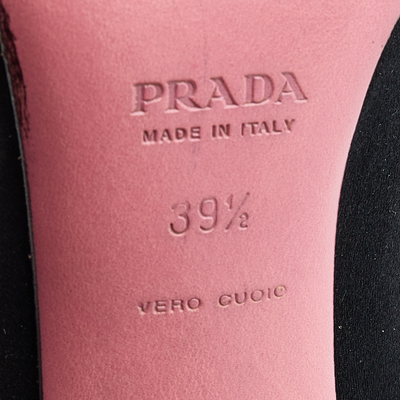 PRADA
MADE IN ITALY
39½
VERO CUOIO